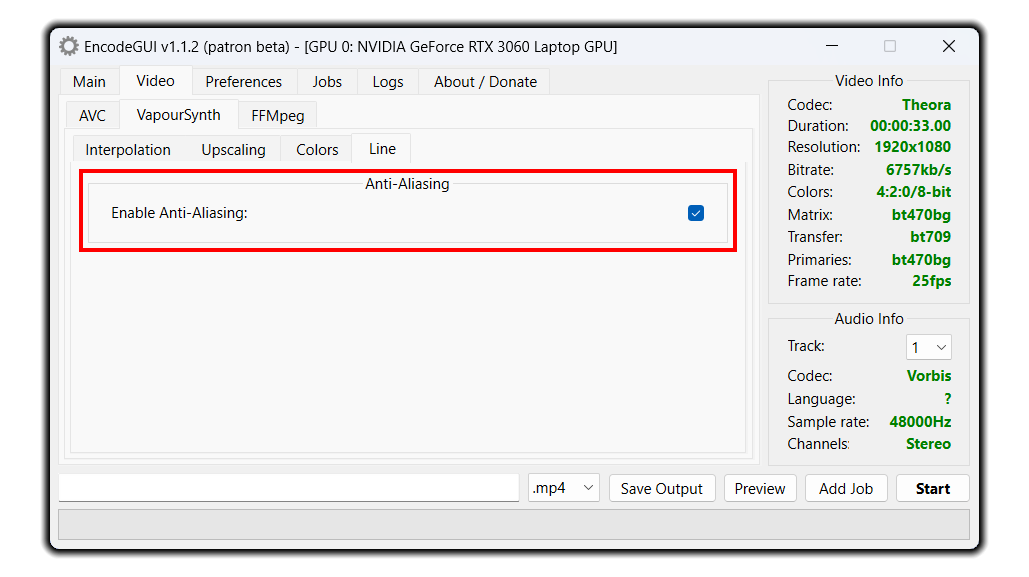 EncodeGUI v1.1.2 (patron beta) - [GPU 0: NVIDIA GeForce RTX 3060 Laptop GPU]
Main Video Preferences Jobs Logs About / Donate
AVC VapourSynth FFMpeg
Interpolation Upscaling Colors Line
Anti-Aliasing
Enable Anti-Aliasing:
Video Info
Codec: Theora
Duration: 00:00:33.00
Resolution: 1920x1080
Bitrate: 6757kb/s
Colors: 4:2:0/8-bit
Matrix: bt470bg
Transfer: bt709
Primaries: bt470bg
Frame rate: 25fps
Audio Info
Track: 1
Codec: Vorbis
Language: ?
Sample rate: 48000Hz
Channels: Stereo
.mp4 Save Output Preview Add Job Start